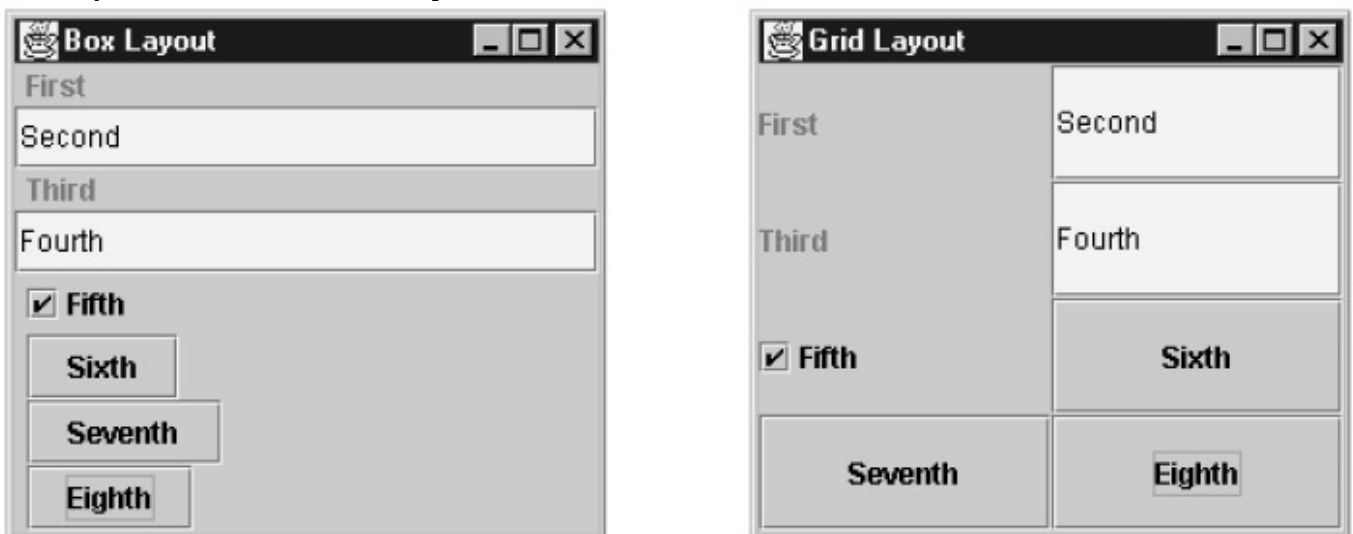 Box Layout
First
Second
Third
Fourth
Fifth
Sixth
Seventh
Eighth
Grid Layout
First Second
Third Fourth
Fifth Sixth
Seventh Eighth